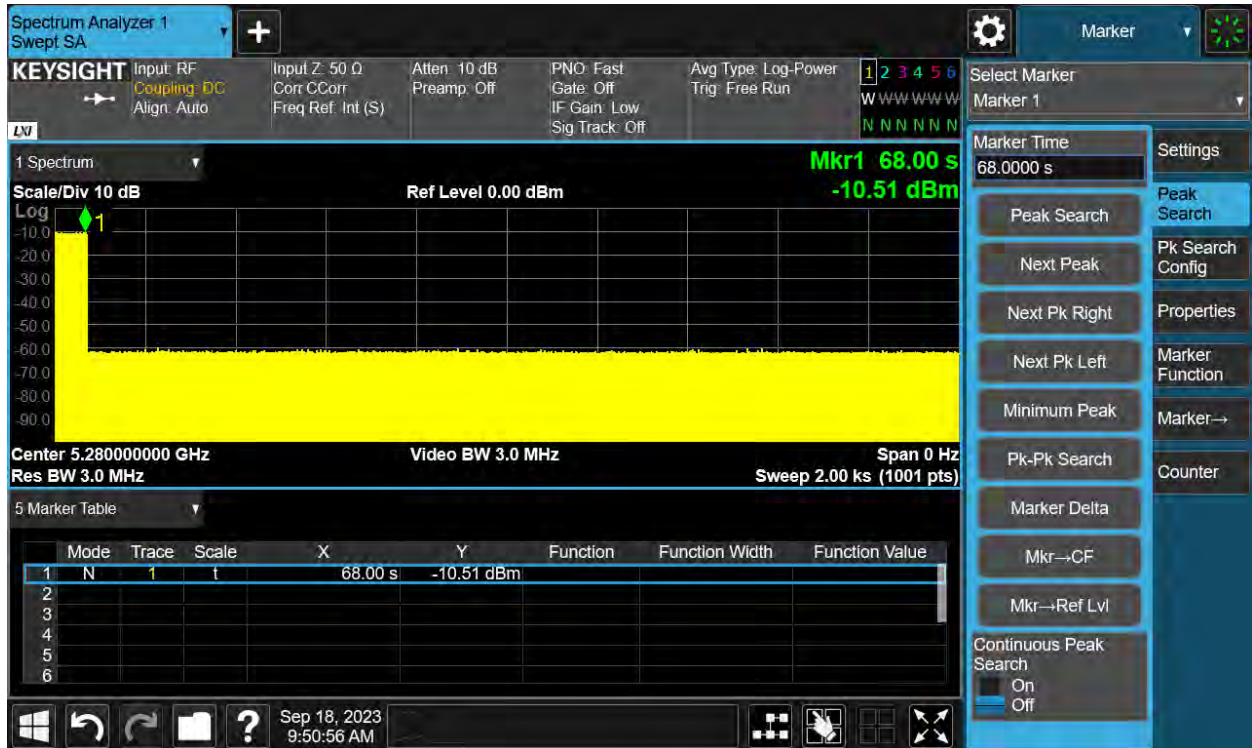 Spectrum Analyzer 1
Swept SA
+
Marker
KEYSIGHT
LXI
Input: RF
Coupling: DC
Align: Auto
Input Z: 50 Ω
Corr CCorr
Freq Ref: Int (S)
Atten: 10 dB
Preamp: Off
PNO: Fast
Gate: Off
IF Gain: Low
Sig Track: Off
Avg Type: Log-Power
Trig: Free Run
1 2 3 4 5 6
W W W W W W
N N N N N N
Select Marker
Marker 1
1 Spectrum
Mkr1 68.00 s
Scale/Div 10 dB
Ref Level 0.00 dBm
-10.51 dBm
Log
1
-10.0
-20.0
-30.0
-40.0
-50.0
-60.0
-70.0
-80.0
-90.0
Center 5.280000000 GHz
Video BW 3.0 MHz
Span 0 Hz
Res BW 3.0 MHz
Sweep 2.00 ks (1001 pts)
5 Marker Table
Mode Trace Scale X Y Function Function Width Function Value
1 N 1 t 68.00 s -10.51 dBm
2
3
4
5
6
Marker Time
68.0000 s
Peak Search
Next Peak
Next Pk Right
Next Pk Left
Minimum Peak
Pk-Pk Search
Marker Delta
Mkr→CF
Mkr→Ref Lvl
Continuous Peak
Search
On
Off
Settings
Peak
Search
Pk Search
Config
Properties
Marker
Function
Marker→
Counter
?
Sep 18, 2023
9:50:56 AM